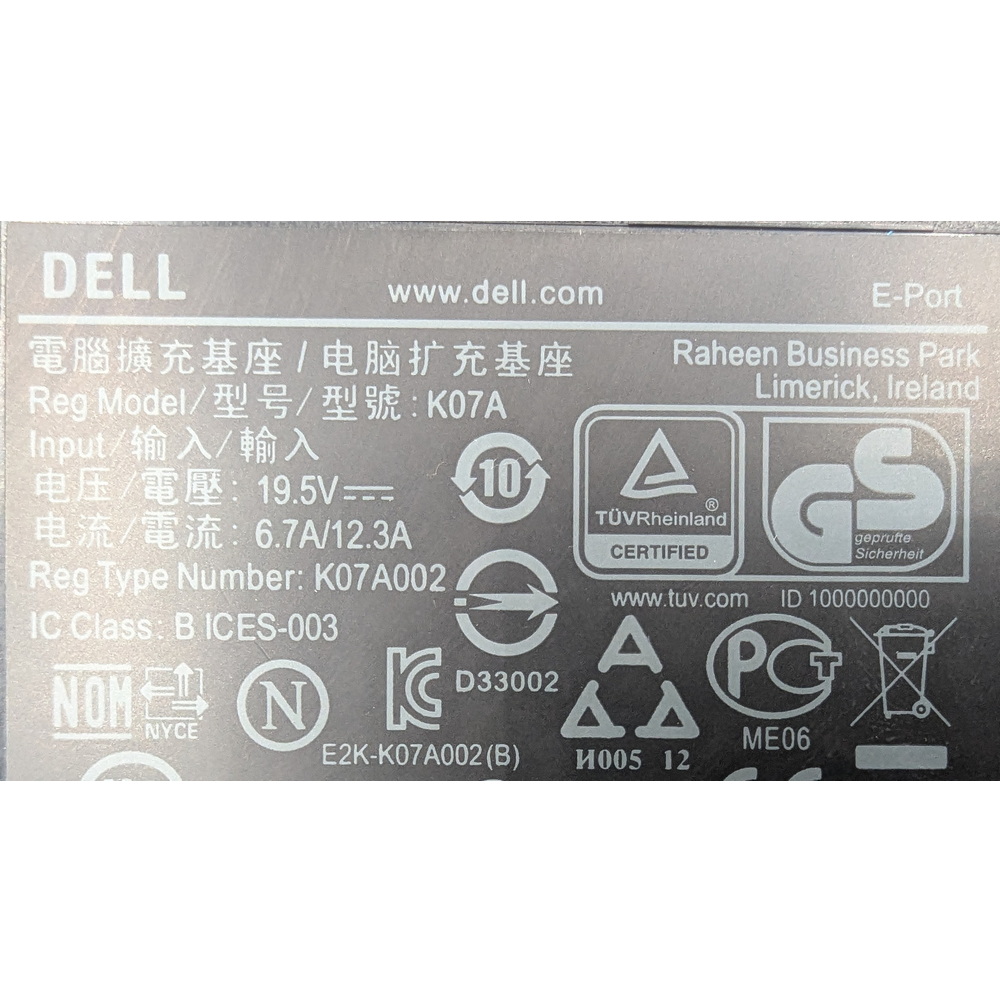 DELL www.dell.com E-Port
電腦擴充基座 / 电脑扩充基座
Raheen Business Park
Limerick, Ireland
Reg Model/型号/型號: K07A
Input/输入/輸入
电压/電壓: 19.5V
电流/電流: 6.7A/12.3A
Reg Type Number: K07A002
IC Class: B ICES-003
10
TÜVRheinland®
CERTIFIED
GS
geprüfte
Sicherheit
www.tuv.com ID 1000000000
D33002
NOM
NYCE
N
E2K-K07A002(B)
И005 12
PCT
ME06